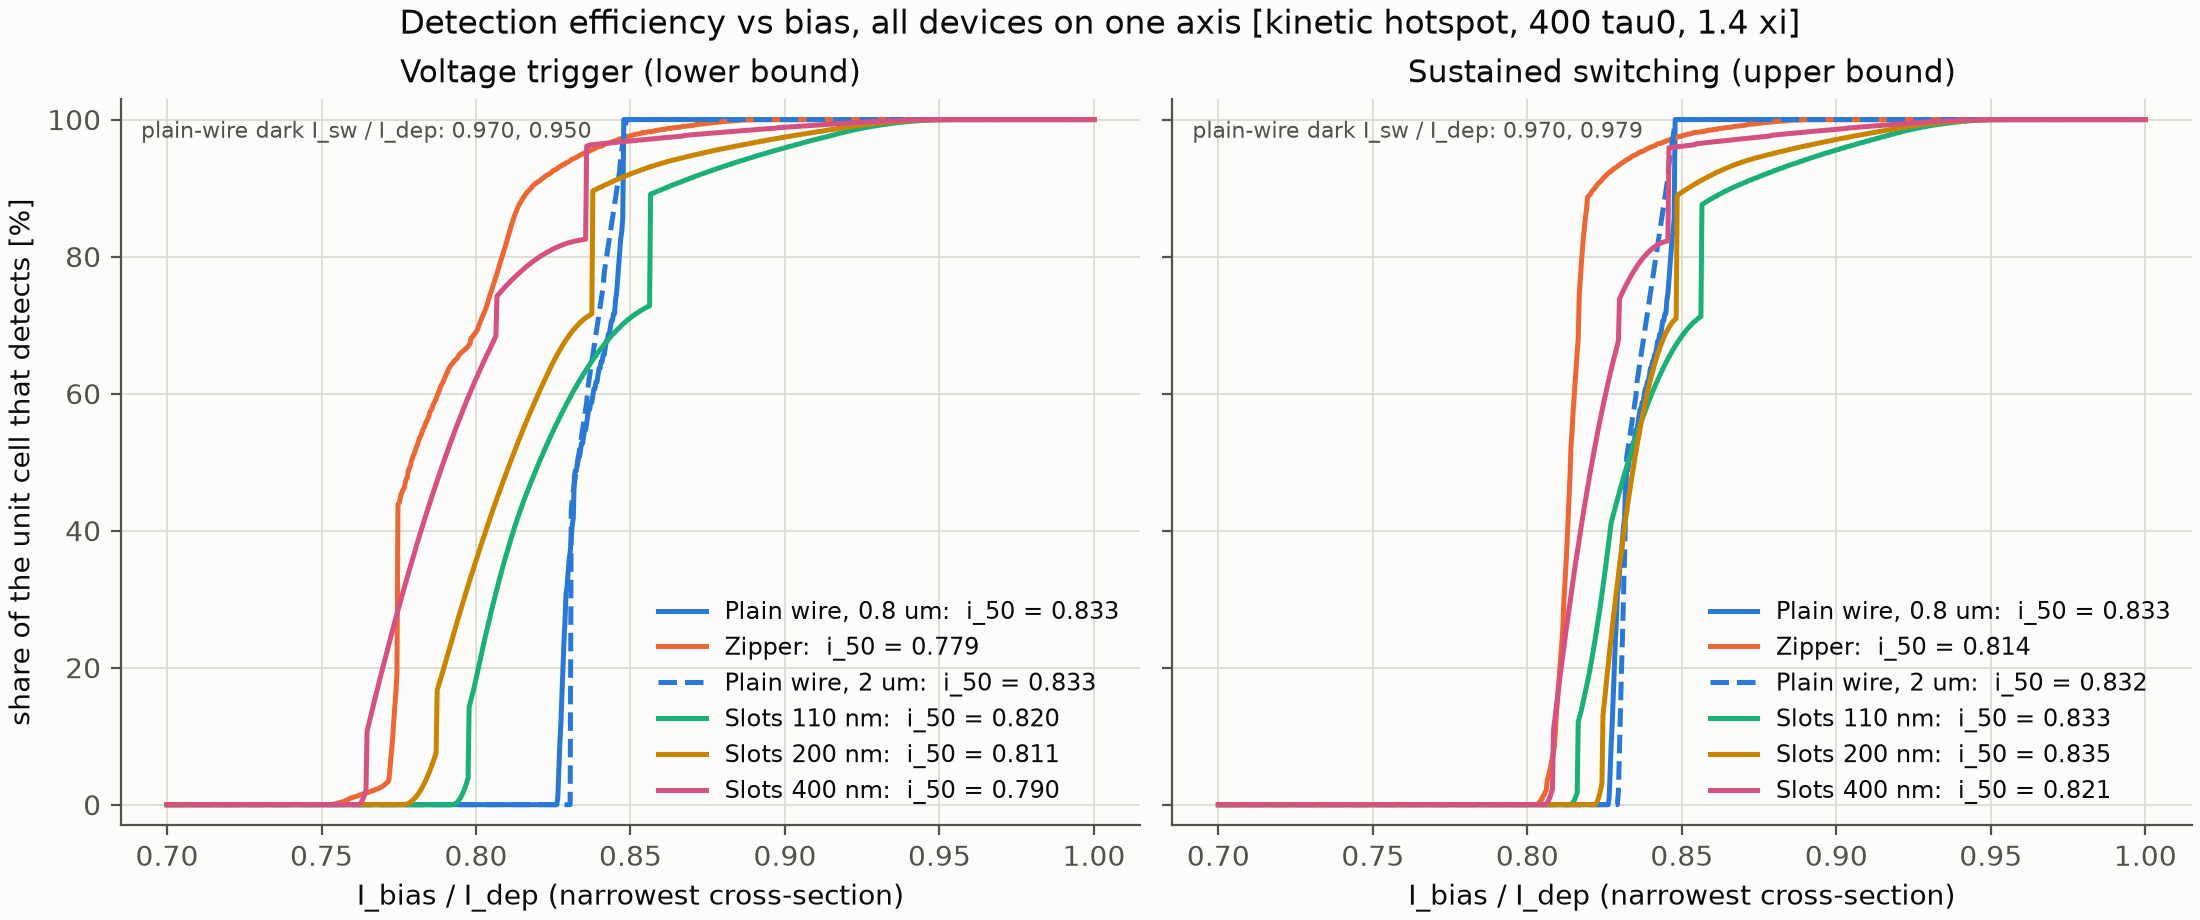 Detection efficiency vs bias, all devices on one axis [kinetic hotspot, 400 tau0, 1.4 xi]
Voltage trigger (lower bound)
share of the unit cell that detects [%]
100
80
60
40
20
0
plain-wire dark I_sw / I_dep: 0.970, 0.950
Plain wire, 0.8 um:  i_50 = 0.833
Zipper:  i_50 = 0.779
Plain wire, 2 um:  i_50 = 0.833
Slots 110 nm:  i_50 = 0.820
Slots 200 nm:  i_50 = 0.811
Slots 400 nm:  i_50 = 0.790
0.70 0.75 0.80 0.85 0.90 0.95 1.00
I_bias / I_dep (narrowest cross-section)
Sustained switching (upper bound)
plain-wire dark I_sw / I_dep: 0.970, 0.979
Plain wire, 0.8 um:  i_50 = 0.833
Zipper:  i_50 = 0.814
Plain wire, 2 um:  i_50 = 0.832
Slots 110 nm:  i_50 = 0.833
Slots 200 nm:  i_50 = 0.835
Slots 400 nm:  i_50 = 0.821
0.70 0.75 0.80 0.85 0.90 0.95 1.00
I_bias / I_dep (narrowest cross-section)